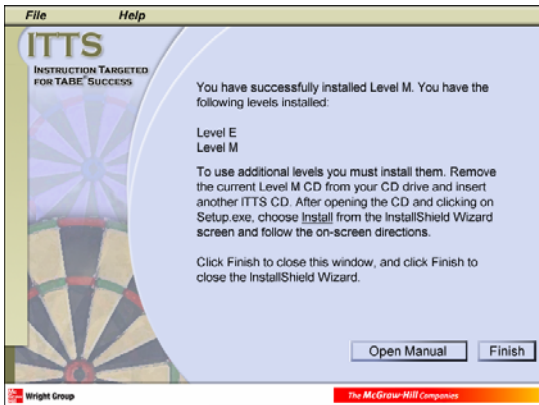 File Help
ITTS
INSTRUCTION TARGETED
FOR TABE® SUCCESS
You have successfully installed Level M. You have the
following levels installed:
Level E
Level M
To use additional levels you must install them. Remove
the current Level M CD from your CD drive and insert
another ITTS CD. After opening the CD and clicking on
Setup.exe, choose Install from the InstallShield Wizard
screen and follow the on-screen directions.
Click Finish to close this window, and click Finish to
close the InstallShield Wizard.
Open Manual Finish
Wright Group The McGraw-Hill Companies